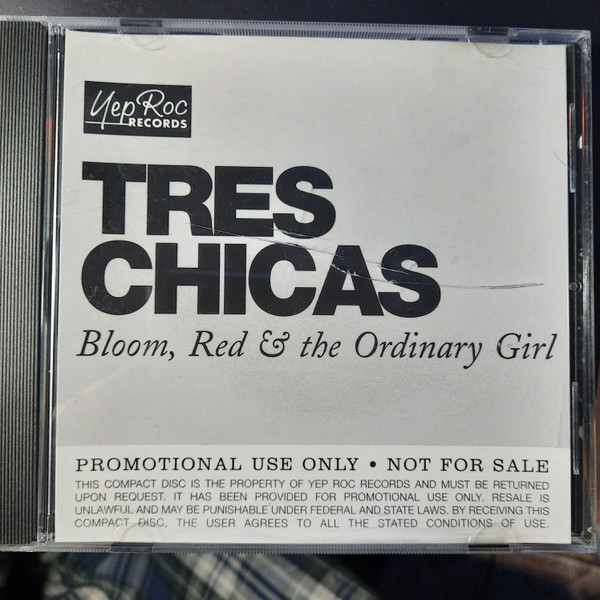 Yep Roc
RECORDS
TRES
CHICAS
Bloom, Red & the Ordinary Girl
PROMOTIONAL USE ONLY • NOT FOR SALE
THIS COMPACT DISC IS THE PROPERTY OF YEP ROC RECORDS AND MUST BE RETURNED
UPON REQUEST. IT HAS BEEN PROVIDED FOR PROMOTIONAL USE ONLY. RESALE IS
UNLAWFUL AND MAY BE PUNISHABLE UNDER FEDERAL AND STATE LAWS. BY RECEIVING THIS
COMPACT DISC, THE USER AGREES TO ALL THE STATED CONDITIONS OF USE.